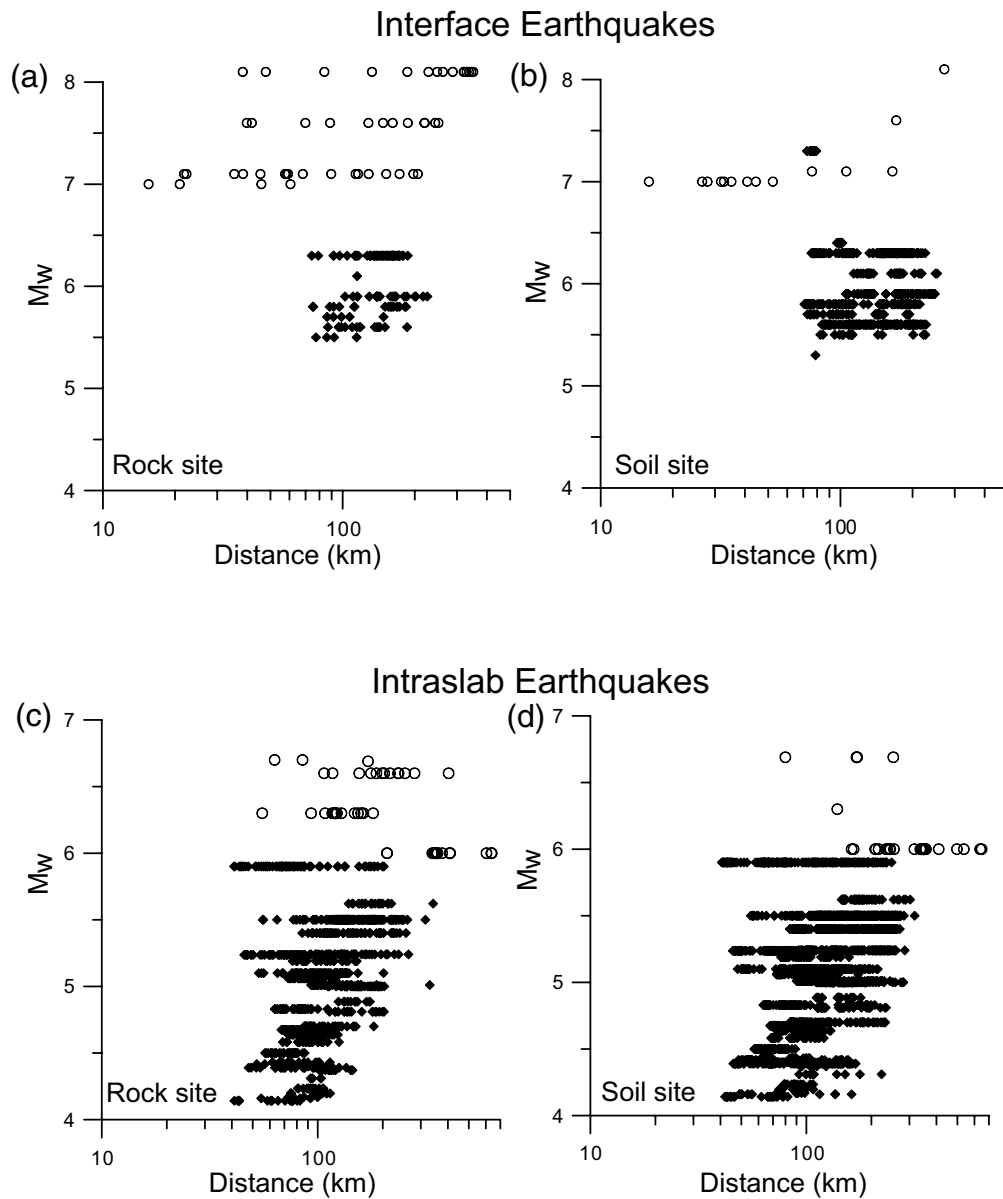 Interface Earthquakes
(a)
8
7
6
5
4
Mw
Rock site
10
100
Distance (km)
(b)
8
7
6
5
4
Mw
Soil site
10
100
Distance (km)
Intraslab Earthquakes
(c)
7
6
5
4
Mw
Rock site
10
100
Distance (km)
(d)
7
6
5
4
Mw
Soil site
10
100
Distance (km)